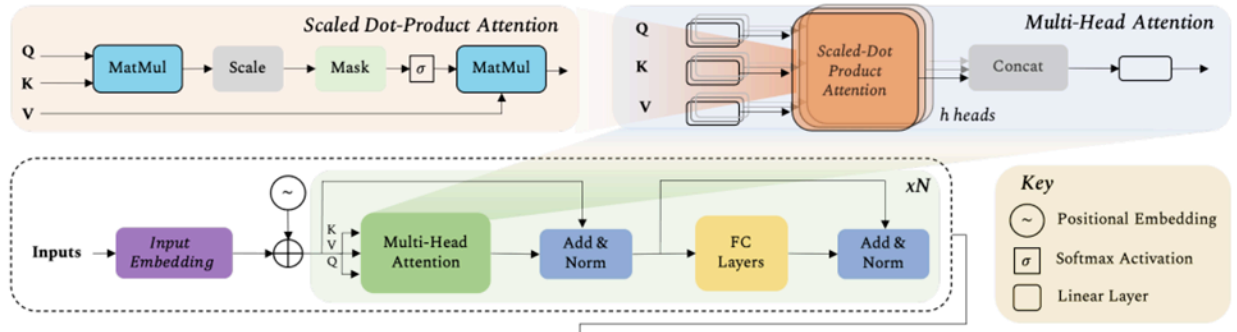 Scaled Dot-Product Attention
Q
K
V
MatMul
Scale
Mask
σ
MatMul
Multi-Head Attention
Q
K
V
Scaled-Dot
Product
Attention
h heads
Concat
xN
Inputs
Input
Embedding
~
K
V
Q
Multi-Head
Attention
Add &
Norm
FC
Layers
Add &
Norm
Key
~ Positional Embedding
σ Softmax Activation
Linear Layer